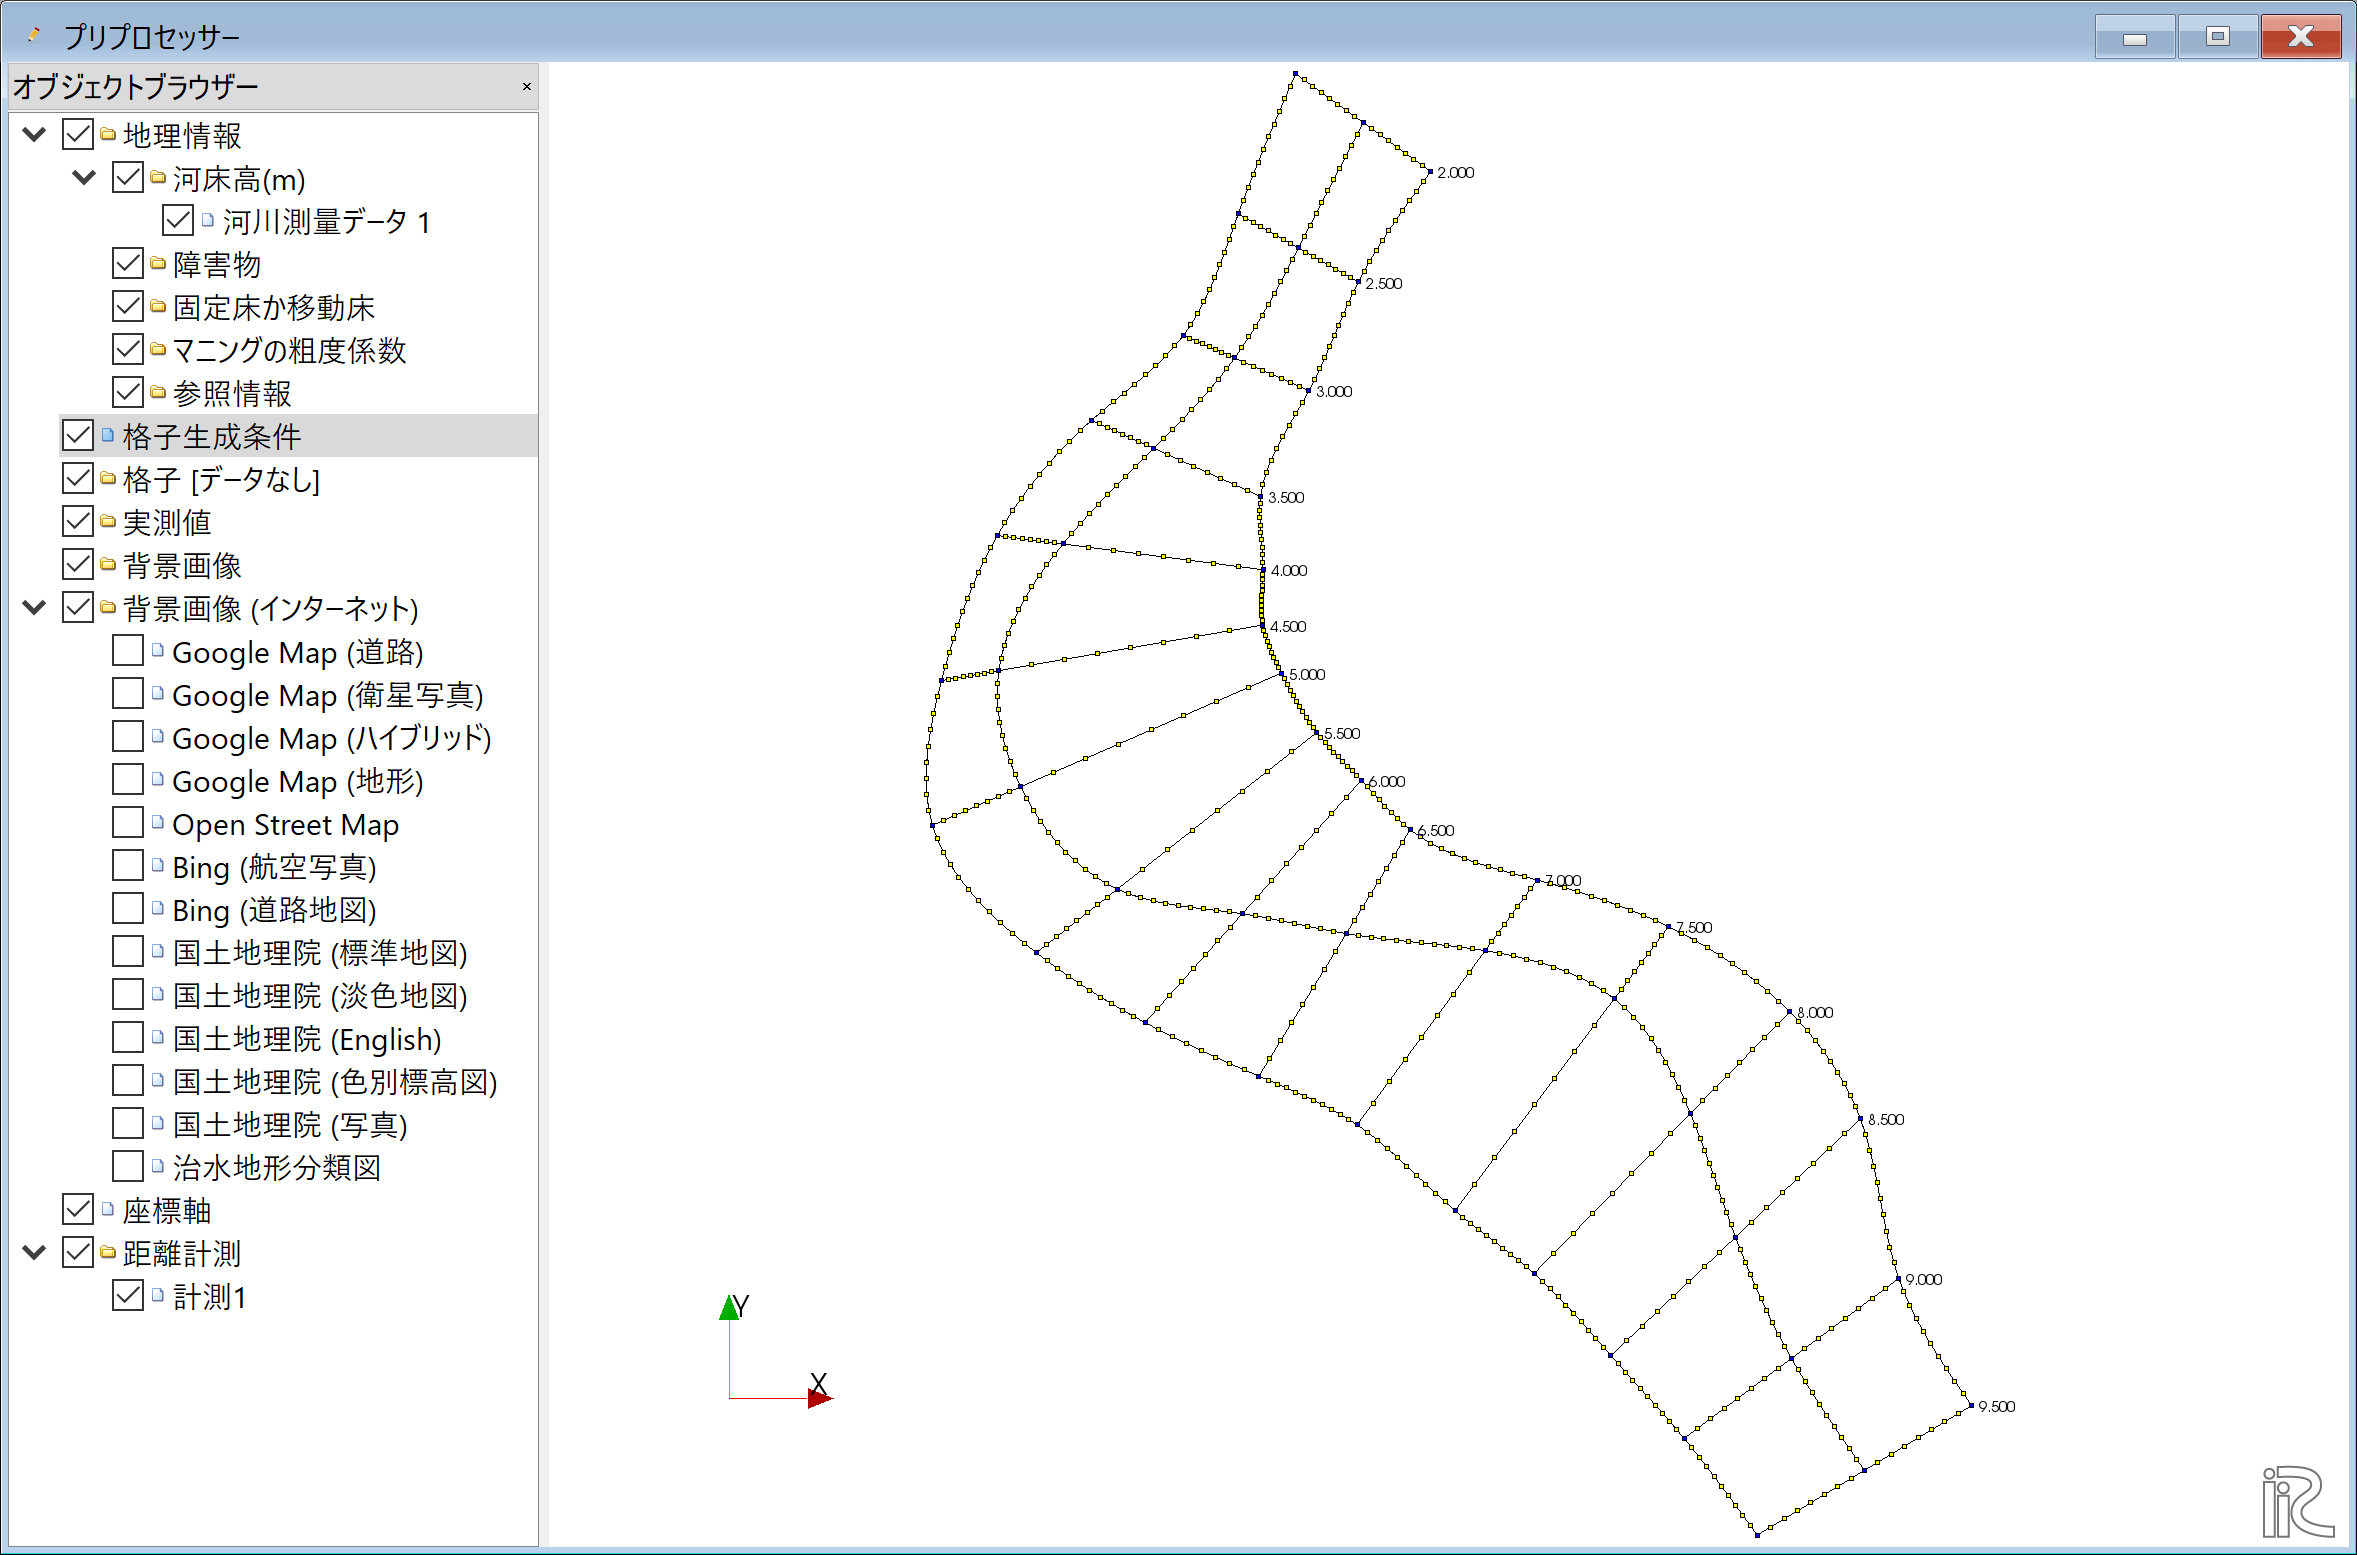 プリプロセッサー
オブジェクトブラウザー
地理情報
河床高(m)
河川測量データ 1
障害物
固定床か移動床
マニングの粗度係数
参照情報
格子生成条件
格子 [データなし]
実測値
背景画像
背景画像 (インターネット)
Google Map (道路)
Google Map (衛星写真)
Google Map (ハイブリッド)
Google Map (地形)
Open Street Map
Bing (航空写真)
Bing (道路地図)
国土地理院 (標準地図)
国土地理院 (淡色地図)
国土地理院 (English)
国土地理院 (色別標高図)
国土地理院 (写真)
治水地形分類図
座標軸
距離計測
計測1
2.000
2.500
3.000
3.500
4.000
4.500
5.000
5.500
6.000
6.500
7.000
7.500
8.000
8.500
9.000
9.500
Y
X
iRiC